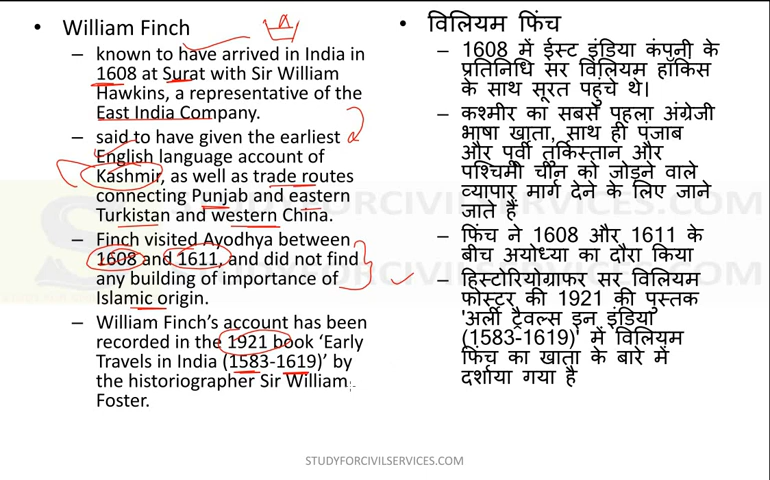 • William Finch
– known to have arrived in India in
1608 at Surat with Sir William
Hawkins, a representative of the
East India Company.
– said to have given the earliest
English language account of
Kashmir, as well as trade routes
connecting Punjab and eastern
Turkistan and western China.
– Finch visited Ayodhya between
1608 and 1611, and did not find
any building of importance of
Islamic origin.
– William Finch’s account has been
recorded in the 1921 book ‘Early
Travels in India (1583-1619)’ by
the historiographer Sir William
Foster.
• विलियम फिंच
– 1608 में ईस्ट इंडिया कंपनी के
प्रतिनिधि सर विलियम हॉकिंस
के साथ सूरत पहुंचे थे।
– कश्मीर का सबसे पहला अंग्रेजी
भाषा खाता, साथ ही पंजाब
और पूर्वी तुर्किस्तान और
पश्चिमी चीन को जोड़ने वाले
व्यापार मार्ग देने के लिए जाने
जाते हैं
– फिंच ने 1608 और 1611 के
बीच अयोध्या का दौरा किया
– हिस्टोरियोग्राफर सर विलियम
फोस्टर की 1921 की पुस्तक
'अर्ली ट्रैवल्स इन इंडिया
(1583-1619)' में विलियम
फिंच का खाता के बारे में
दर्शाया गया है
STUDYFORCIVILSERVICES.COM